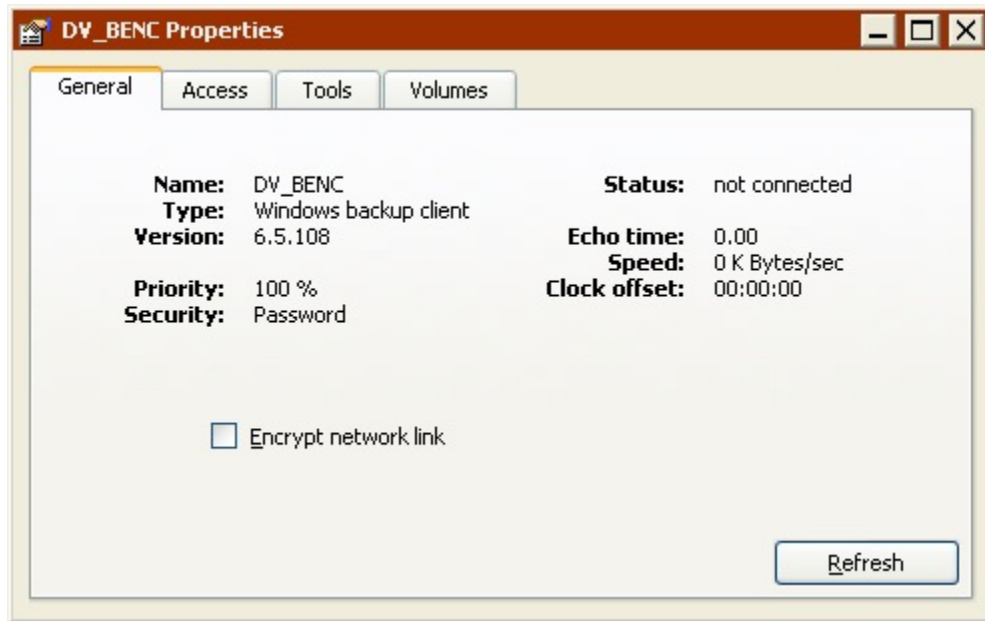 DV_BENC Properties
General Access Tools Volumes
Name: DV_BENC Status: not connected
Type: Windows backup client
Version: 6.5.108 Echo time: 0.00
Speed: 0 K Bytes/sec
Priority: 100 % Clock offset: 00:00:00
Security: Password
Encrypt network link
Refresh